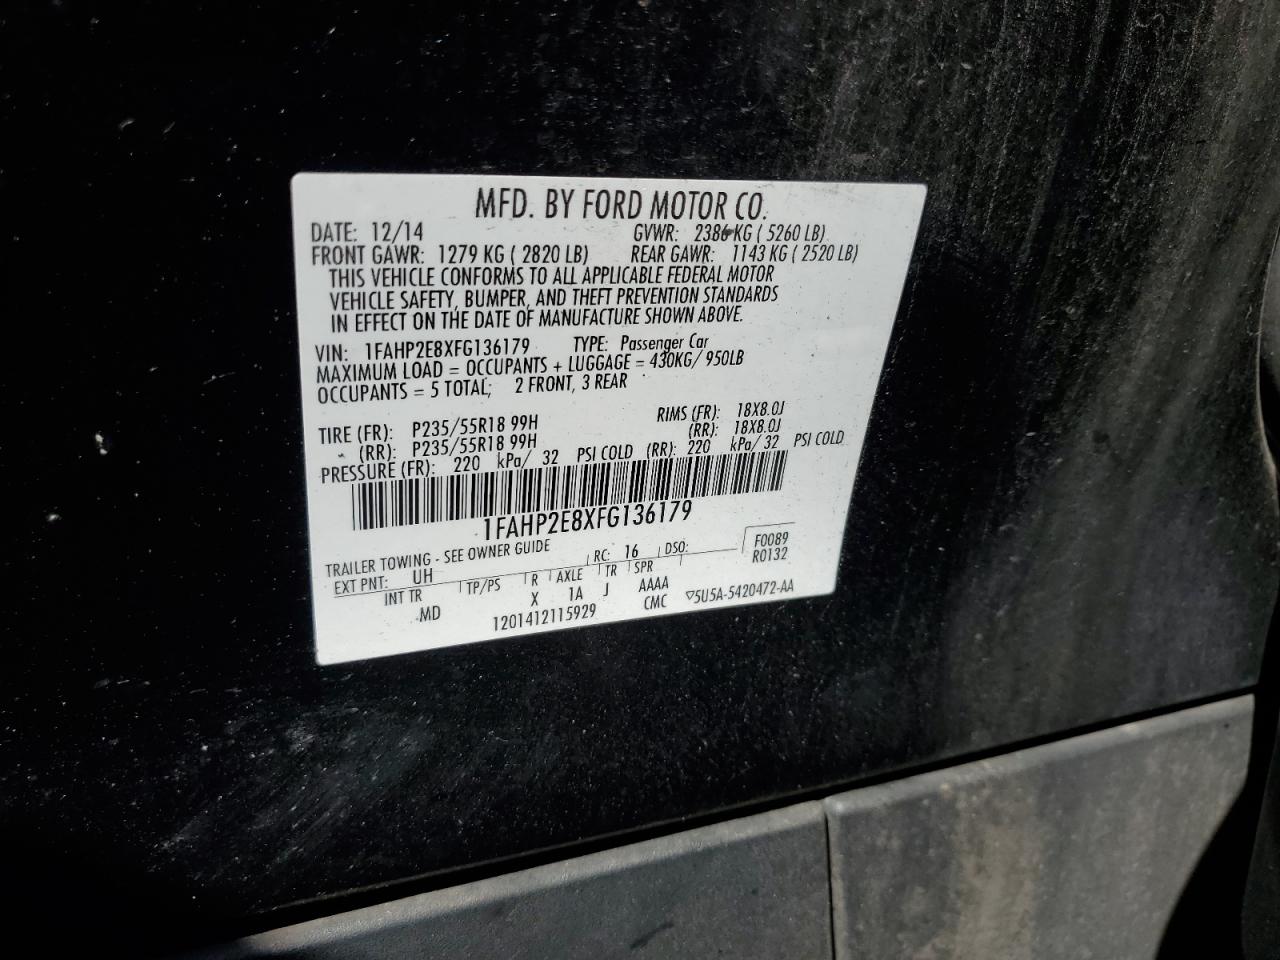 MFD. BY FORD MOTOR CO.
DATE: 12/14 GVWR: 2386 KG ( 5260 LB)
FRONT GAWR: 1279 KG ( 2820 LB) REAR GAWR: 1143 KG ( 2520 LB)
THIS VEHICLE CONFORMS TO ALL APPLICABLE FEDERAL MOTOR
VEHICLE SAFETY, BUMPER, AND THEFT PREVENTION STANDARDS
IN EFFECT ON THE DATE OF MANUFACTURE SHOWN ABOVE.
VIN: 1FAHP2E8XFG136179 TYPE: Passenger Car
MAXIMUM LOAD = OCCUPANTS + LUGGAGE = 430KG/ 950LB
OCCUPANTS = 5 TOTAL; 2 FRONT, 3 REAR
TIRE (FR): P235/55R18 99H RIMS (FR): 18X8.0J
(RR): P235/55R18 99H (RR): 18X8.0J
PRESSURE (FR): 220 kPa/ 32 PSI COLD (RR): 220 kPa/ 32 PSI COLD
1FAHP2E8XFG136179
TRAILER TOWING - SEE OWNER GUIDE F0089
EXT PNT: UH RC: 16 DSO: R0132
INT TR TP/PS R AXLE TR SPR
MD X 1A J AAAA
1201412115929 CMC ▽5U5A-5420472-AA